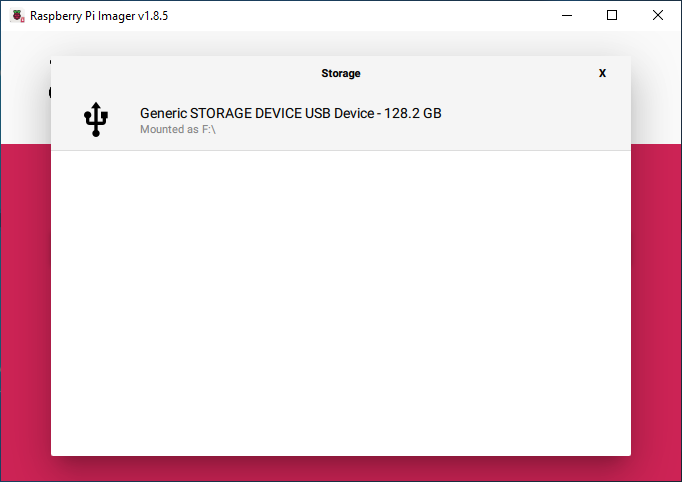 Raspberry Pi Imager v1.8.5
Storage
X
Generic STORAGE DEVICE USB Device - 128.2 GB
Mounted as F:\